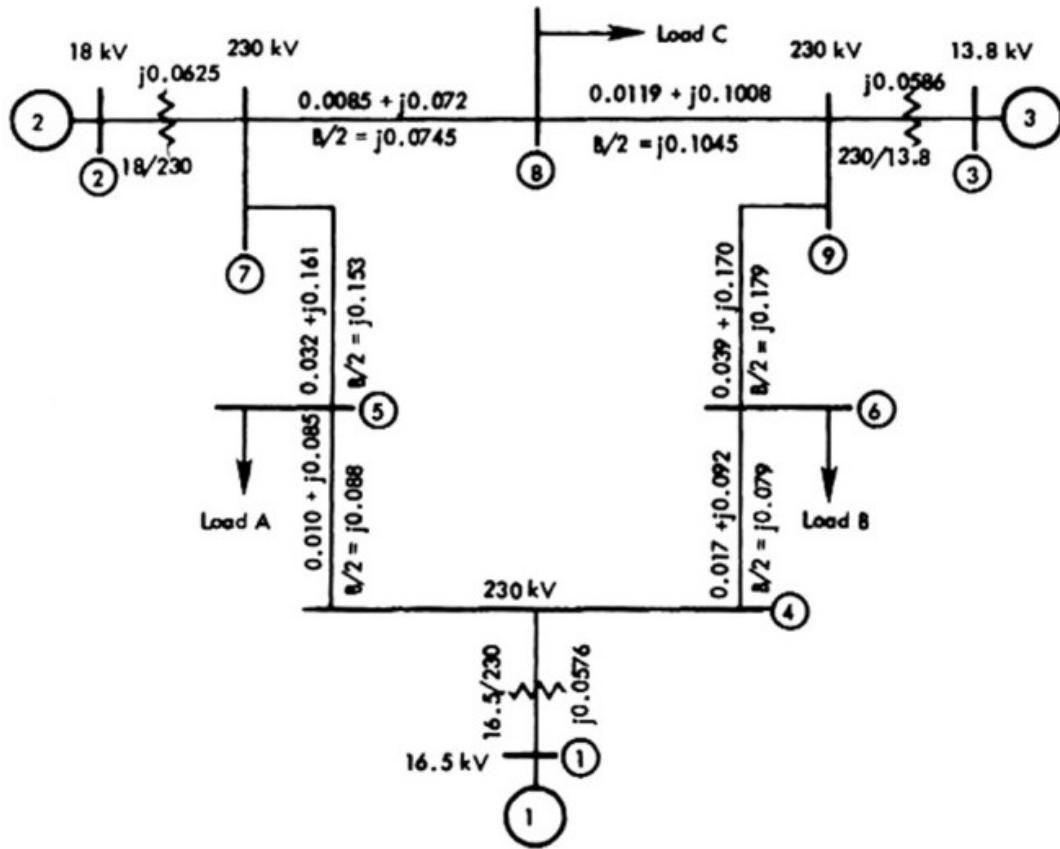 18 kV
j0.0625
230 kV
Load C
230 kV
13.8 kV
j0.0586
0.0085 + j0.072
0.0119 + j0.1008
2
B/2 = j0.0745
B/2 = j0.1045
3
2
18/230
8
230/13.8
3
7
9
0.032 +j0.161
B/2 = j0.153
0.039 + j0.170
B/2 = j0.179
5
6
Load A
0.010 + j0.085
B/2 = j0.088
0.017 +j0.092
B/2 = j0.079
Load B
230 kV
4
16.5/230
j0.0576
16.5 kV
1
1